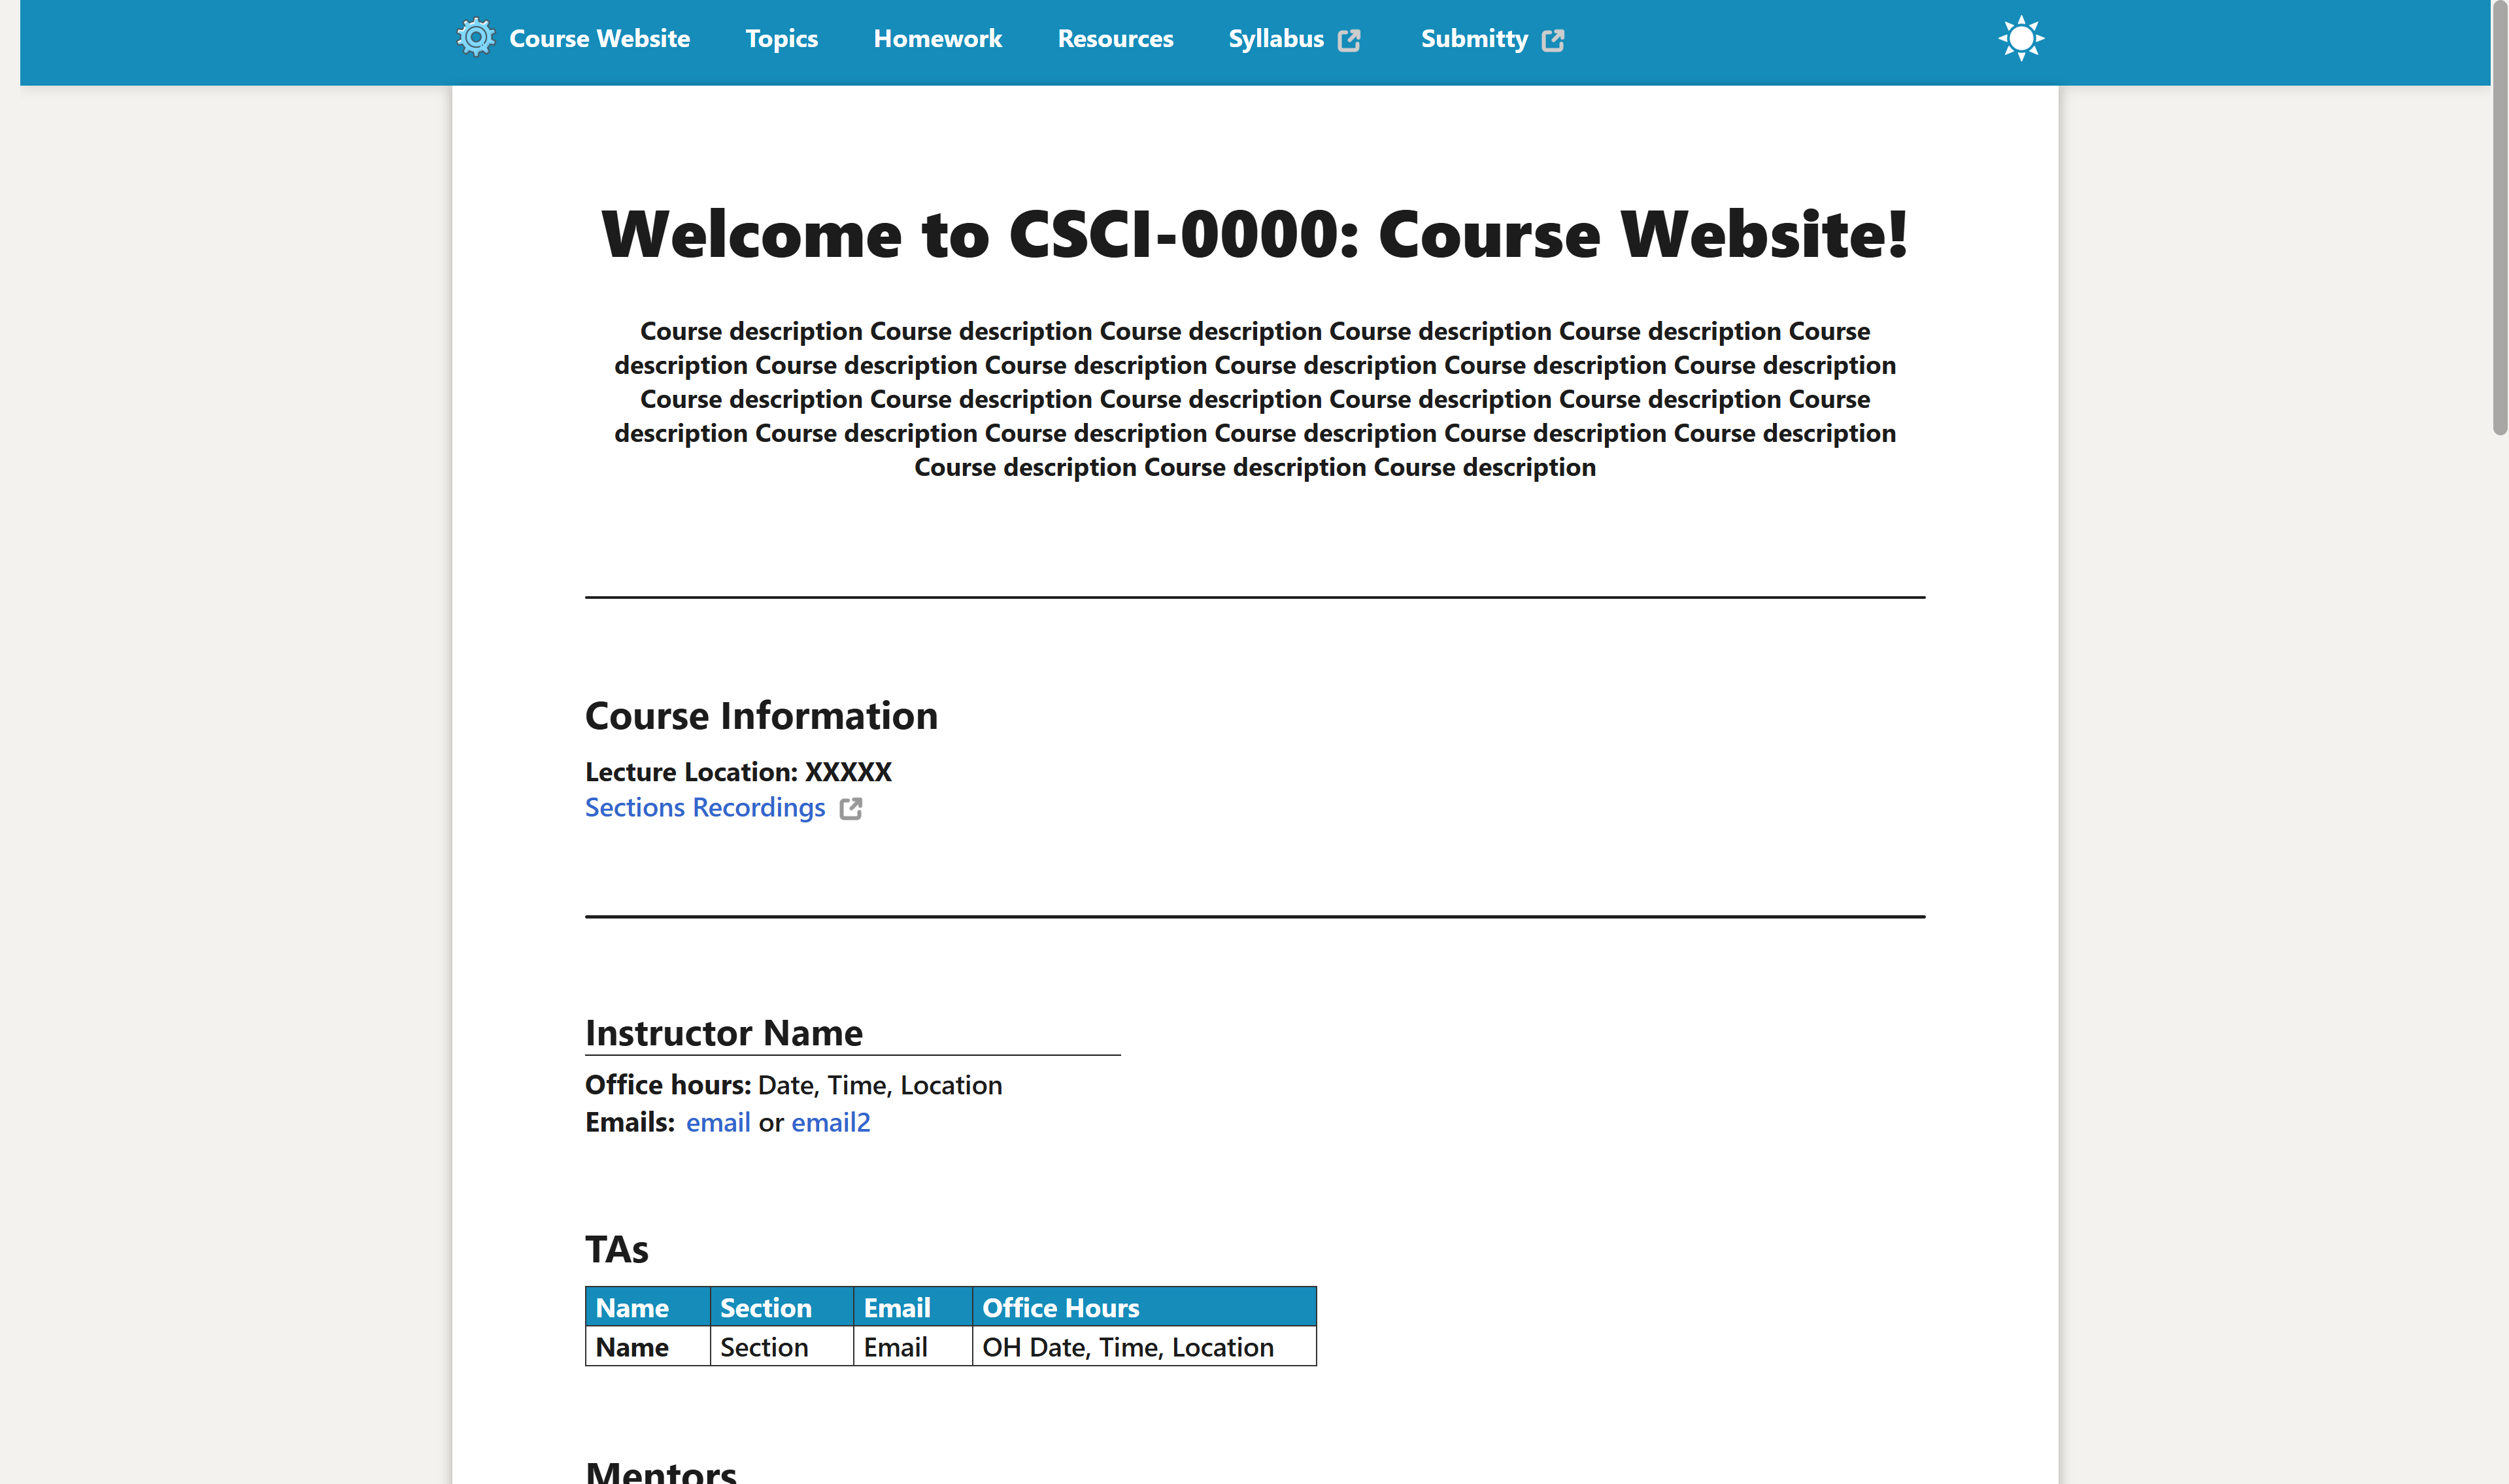 Course Website Topics Homework Resources Syllabus Submitty
Welcome to CSCI-0000: Course Website!
Course description Course description Course description Course description Course description Course
description Course description Course description Course description Course description Course description
Course description Course description Course description Course description Course description Course
description Course description Course description Course description Course description Course description
Course description Course description Course description
Course Information
Lecture Location: XXXXX
Sections Recordings
Instructor Name
Office hours: Date, Time, Location
Emails: email or email2
TAs
Name Section Email Office Hours
Name Section Email OH Date, Time, Location
Mentors